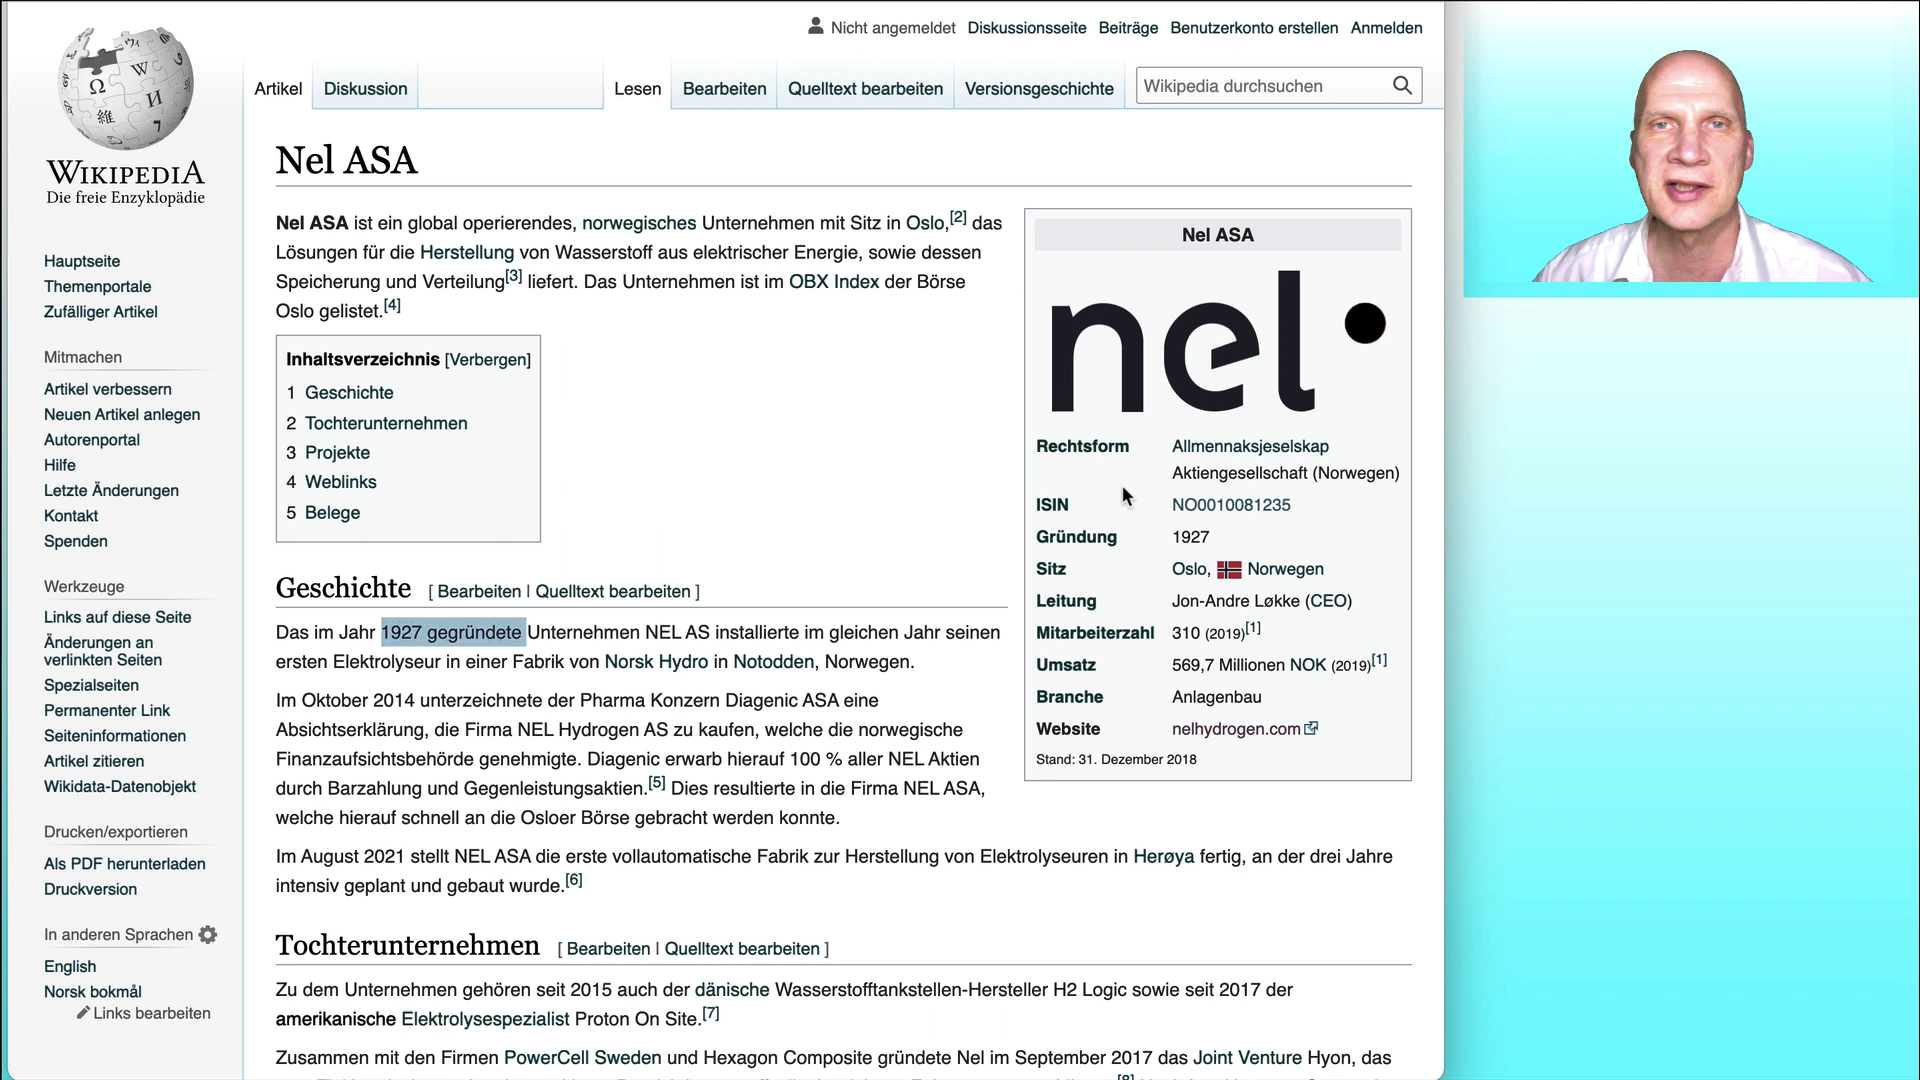 Nicht angemeldet Diskussionsseite Beiträge Benutzerkonto erstellen Anmelden
Artikel Diskussion Lesen Bearbeiten Quelltext bearbeiten Versionsgeschichte Wikipedia durchsuchen
WIKIPEDIA
Die freie Enzyklopädie
Hauptseite
Themenportale
Zufälliger Artikel
Mitmachen
Artikel verbessern
Neuen Artikel anlegen
Autorenportal
Hilfe
Letzte Änderungen
Kontakt
Spenden
Werkzeuge
Links auf diese Seite
Änderungen an
verlinkten Seiten
Spezialseiten
Permanenter Link
Seiteninformationen
Artikel zitieren
Wikidata-Datenobjekt
Drucken/exportieren
Als PDF herunterladen
Druckversion
In anderen Sprachen
English
Norsk bokmål
Links bearbeiten
Nel ASA
Nel ASA ist ein global operierendes, norwegisches Unternehmen mit Sitz in Oslo,[2] das
Lösungen für die Herstellung von Wasserstoff aus elektrischer Energie, sowie dessen
Speicherung und Verteilung[3] liefert. Das Unternehmen ist im OBX Index der Börse
Oslo gelistet.[4]
Inhaltsverzeichnis [Verbergen]
1 Geschichte
2 Tochterunternehmen
3 Projekte
4 Weblinks
5 Belege
Nel ASA
nel
Rechtsform Allmennaksjeselskap
Aktiengesellschaft (Norwegen)
ISIN NO0010081235
Gründung 1927
Sitz Oslo, Norwegen
Leitung Jon-Andre Løkke (CEO)
Mitarbeiterzahl 310 (2019)[1]
Umsatz 569,7 Millionen NOK (2019)[1]
Branche Anlagenbau
Website nelhydrogen.com
Stand: 31. Dezember 2018
Geschichte [ Bearbeiten | Quelltext bearbeiten ]
Das im Jahr 1927 gegründete Unternehmen NEL AS installierte im gleichen Jahr seinen
ersten Elektrolyseur in einer Fabrik von Norsk Hydro in Notodden, Norwegen.
Im Oktober 2014 unterzeichnete der Pharma Konzern Diagenic ASA eine
Absichtserklärung, die Firma NEL Hydrogen AS zu kaufen, welche die norwegische
Finanzaufsichtsbehörde genehmigte. Diagenic erwarb hierauf 100 % aller NEL Aktien
durch Barzahlung und Gegenleistungsaktien.[5] Dies resultierte in die Firma NEL ASA,
welche hierauf schnell an die Osloer Börse gebracht werden konnte.
Im August 2021 stellt NEL ASA die erste vollautomatische Fabrik zur Herstellung von Elektrolyseuren in Herøya fertig, an der drei Jahre
intensiv geplant und gebaut wurde.[6]
Tochterunternehmen [ Bearbeiten | Quelltext bearbeiten ]
Zu dem Unternehmen gehören seit 2015 auch der dänische Wasserstofftankstellen-Hersteller H2 Logic sowie seit 2017 der
amerikanische Elektrolysespezialist Proton On Site.[7]
Zusammen mit den Firmen PowerCell Sweden und Hexagon Composite gründete Nel im September 2017 das Joint Venture Hyon, das